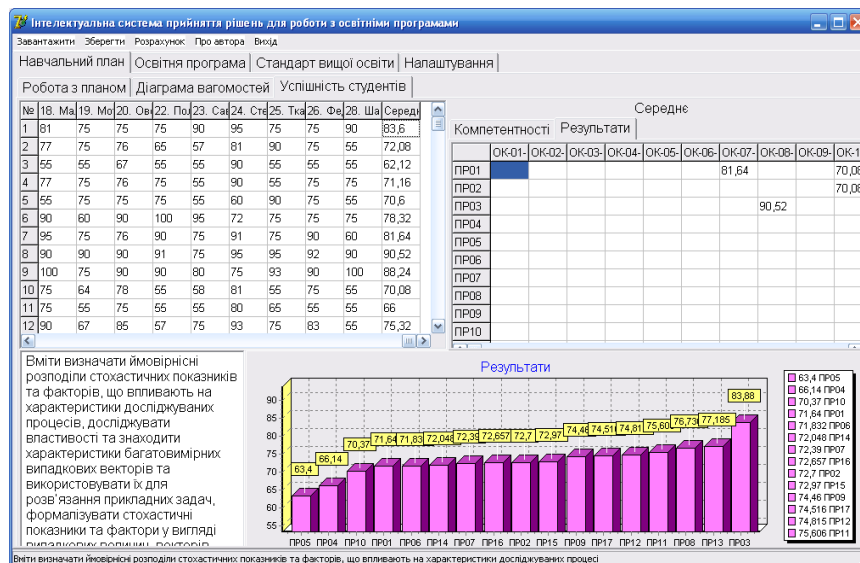 Інтелектуальна система прийняття рішень для роботи з освітніми програмами
Завантажити Зберегти Розрахунок Про автора Вихід
Навчальний план Освітня програма Стандарт вищої освіти Налаштування
Робота з планом Діаграма вагомостей Успішність студентів
№ 18. Ма 19. Мо 20. Ов 22. По 23. Са 24. Сте 25. Тка 26. Фе 28. Ша Середн
1 81 75 75 75 90 95 75 75 90 83,6
2 77 75 76 65 57 81 90 75 55 72,08
3 55 55 67 55 55 90 55 55 55 62,12
4 77 75 76 75 55 90 55 75 75 71,16
5 55 75 75 75 55 60 90 75 55 70,6
6 90 60 90 100 95 72 75 75 75 78,32
7 95 75 76 90 75 91 75 90 60 81,64
8 90 90 90 91 75 95 95 92 90 90,52
9 100 75 90 90 80 75 93 90 100 88,24
10 75 64 78 55 58 81 55 75 55 70,08
11 75 55 75 55 55 80 65 55 55 66
12 90 67 85 57 75 93 75 83 55 75,32
Середнє
Компетентності Результати
ОК-01- ОК-02- ОК-03- ОК-04- ОК-05- ОК-06- ОК-07- ОК-08- ОК-09- ОК-1
ПР01 81,64 70,08
ПР02 70,08
ПР03 90,52
ПР04
ПР05
ПР06
ПР07
ПР08
ПР09
ПР10
Вміти визначати ймовірнісні
розподіли стохастичних показників
та факторів, що впливають на
характеристики досліджуваних
процесів, досліджувати
властивості та знаходити
характеристики багатовимірних
випадкових векторів та
використовувати їх для
розв'язання прикладних задач,
формалізувати стохастичні
показники та фактори у вигляді
випадкових величин, векторів,
Результати
90
85
80
75
70
65
60
55
63,4 66,14 70,37 71,64 71,83 72,048 72,39 72,657 72,7 72,97 74,46 74,516 74,81 75,606 76,73 77,185 83,88
ПР05 ПР04 ПР10 ПР01 ПР06 ПР14 ПР07 ПР16 ПР02 ПР15 ПР09 ПР17 ПР12 ПР11 ПР08 ПР13 ПР03
63,4 ПР05
66,14 ПР04
70,37 ПР10
71,64 ПР01
71,832 ПР06
72,048 ПР14
72,39 ПР07
72,657 ПР16
72,7 ПР02
72,97 ПР15
74,46 ПР09
74,516 ПР17
74,815 ПР12
75,606 ПР11
Вміти визначати ймовірнісні розподіли стохастичних показників та факторів, що впливають на характеристики досліджуваних процесі